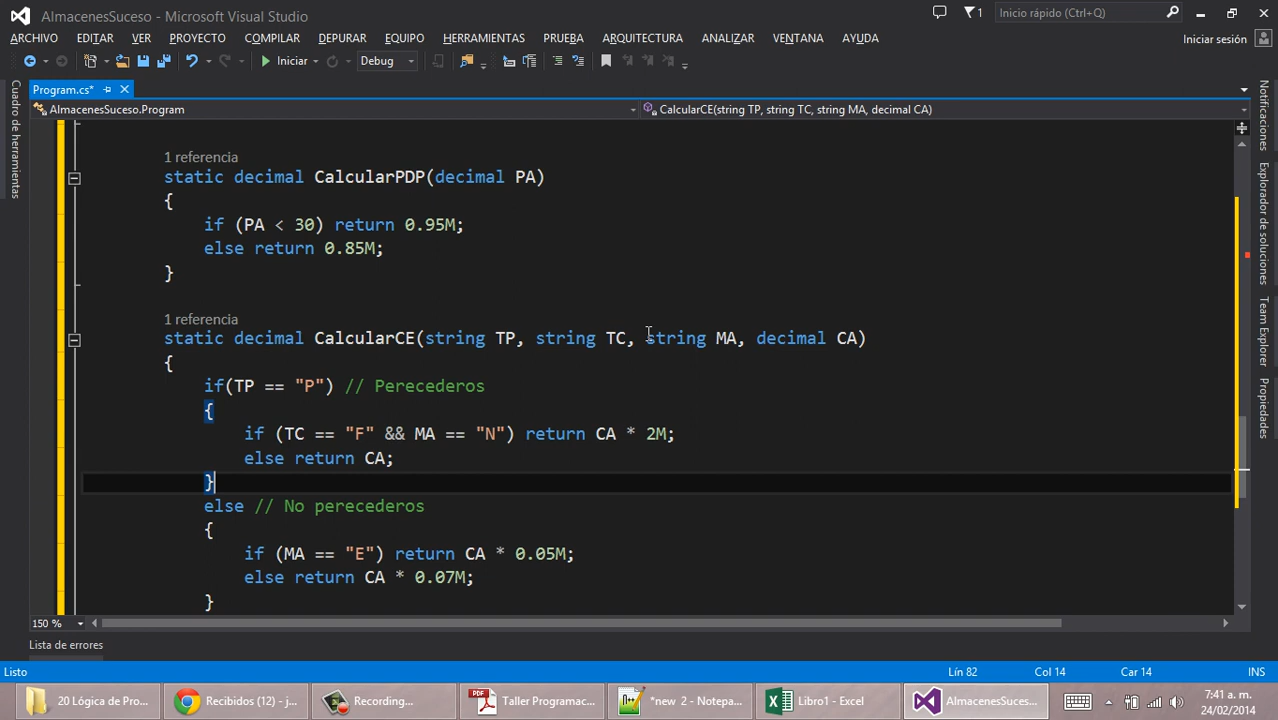 AlmacenesSuceso - Microsoft Visual Studio
1
Inicio rápido (Ctrl+Q)
ARCHIVO EDITAR VER PROYECTO COMPILAR DEPURAR EQUIPO HERRAMIENTAS PRUEBA ARQUITECTURA ANALIZAR VENTANA AYUDA
Iniciar sesión
Iniciar Debug
Program.cs*
AlmacenesSuceso.Program
CalcularCE(string TP, string TC, string MA, decimal CA)
Cuadro de herramientas
Notificaciones
Explorador de soluciones
Team Explorer
Propiedades
1 referencia
static decimal CalcularPDP(decimal PA)
{
if (PA < 30) return 0.95M;
else return 0.85M;
}
1 referencia
static decimal CalcularCE(string TP, string TC, string MA, decimal CA)
{
if(TP == "P") // Perecederos
{
if (TC == "F" && MA == "N") return CA * 2M;
else return CA;
}
else // No perecederos
{
if (MA == "E") return CA * 0.05M;
else return CA * 0.07M;
}
150 %
Lista de errores
Listo
Lín 82 Col 14 Car 14 INS
20 Lógica de Pro...
Recibidos (12) - j...
Recording...
Taller Programac...
*new 2 - Notepa...
Libro1 - Excel
AlmacenesSuces...
7:41 a. m.
24/02/2014